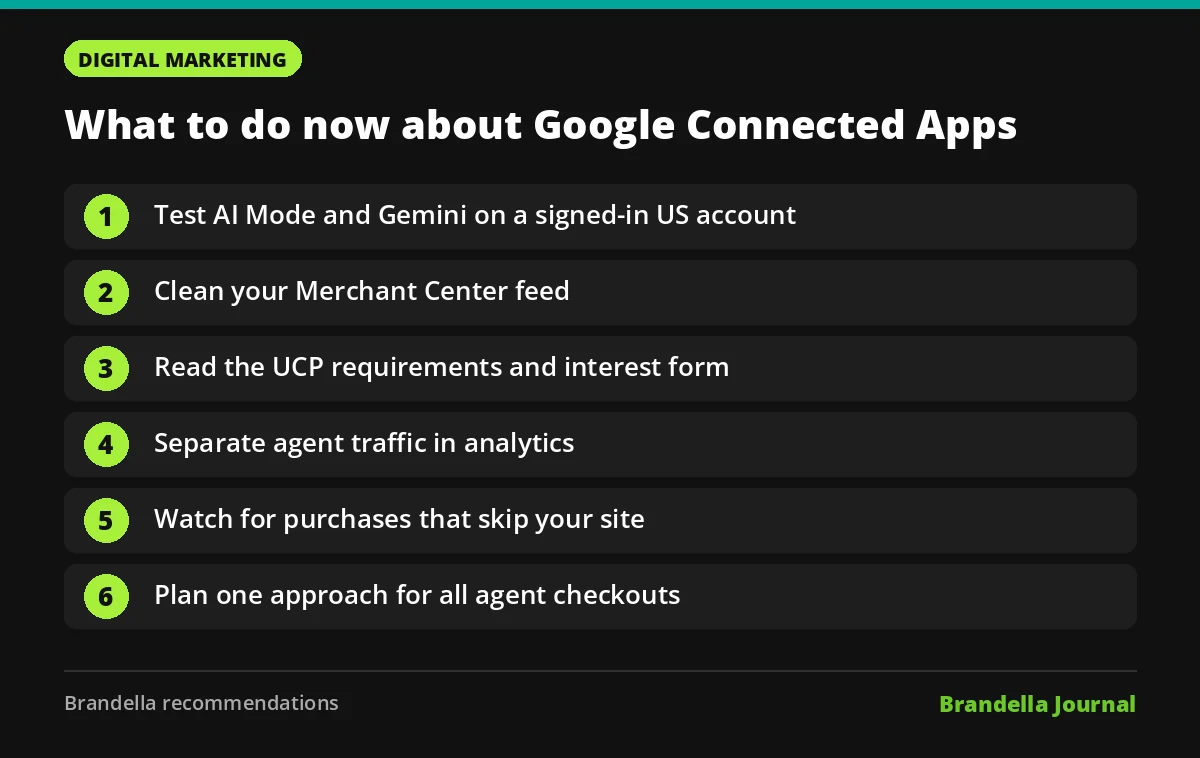 DIGITAL MARKETING
What to do now about Google Connected Apps
1 Test AI Mode and Gemini on a signed-in US account
2 Clean your Merchant Center feed
3 Read the UCP requirements and interest form
4 Separate agent traffic in analytics
5 Watch for purchases that skip your site
6 Plan one approach for all agent checkouts
Brandella recommendations
Brandella Journal